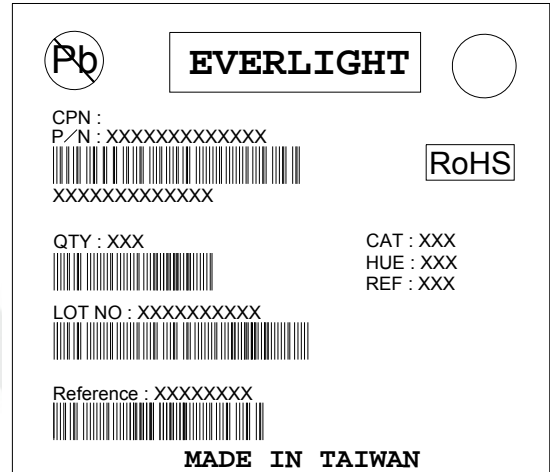 Pb
EVERLIGHT
CPN :
P/N : XXXXXXXXXXXXX
RoHS
XXXXXXXXXXXXX
QTY : XXX
CAT : XXX
HUE : XXX
REF : XXX
LOT NO : XXXXXXXXXX
Reference : XXXXXXXX
MADE IN TAIWAN